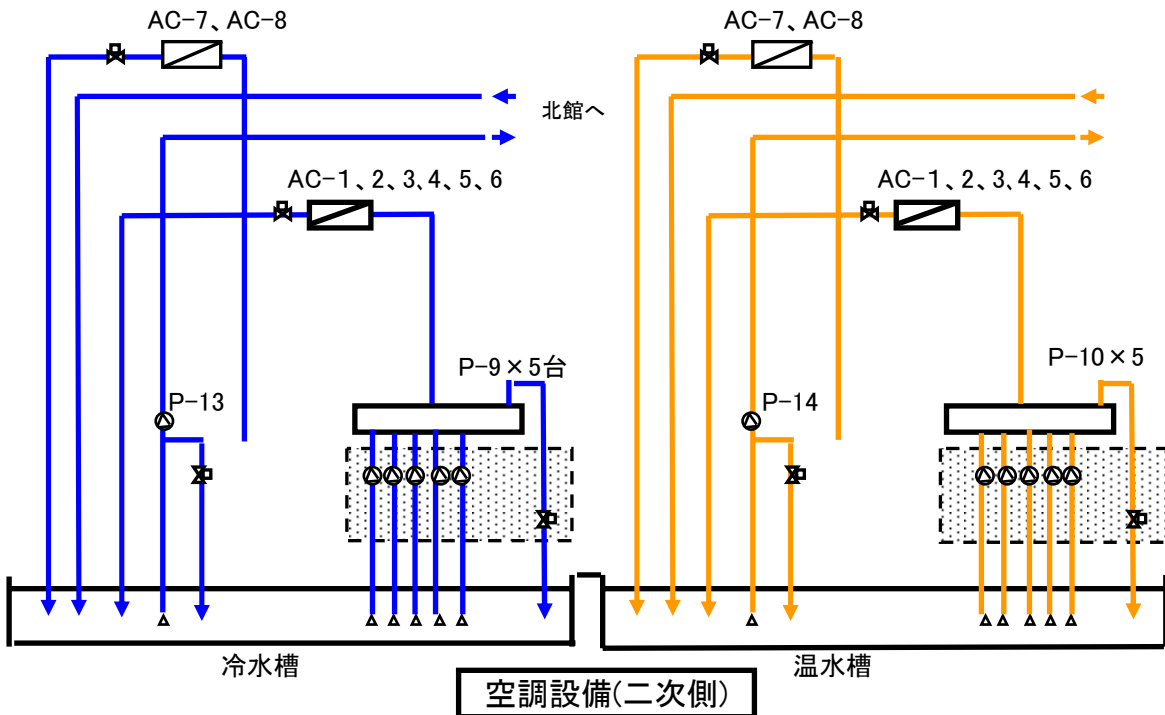 AC-7、AC-8
AC-7、AC-8
北館へ
AC-1、2、3、4、5、6
AC-1、2、3、4、5、6
P-9×5台
P-10×5
P-13
P-14
冷水槽
温水槽
空調設備(二次側)